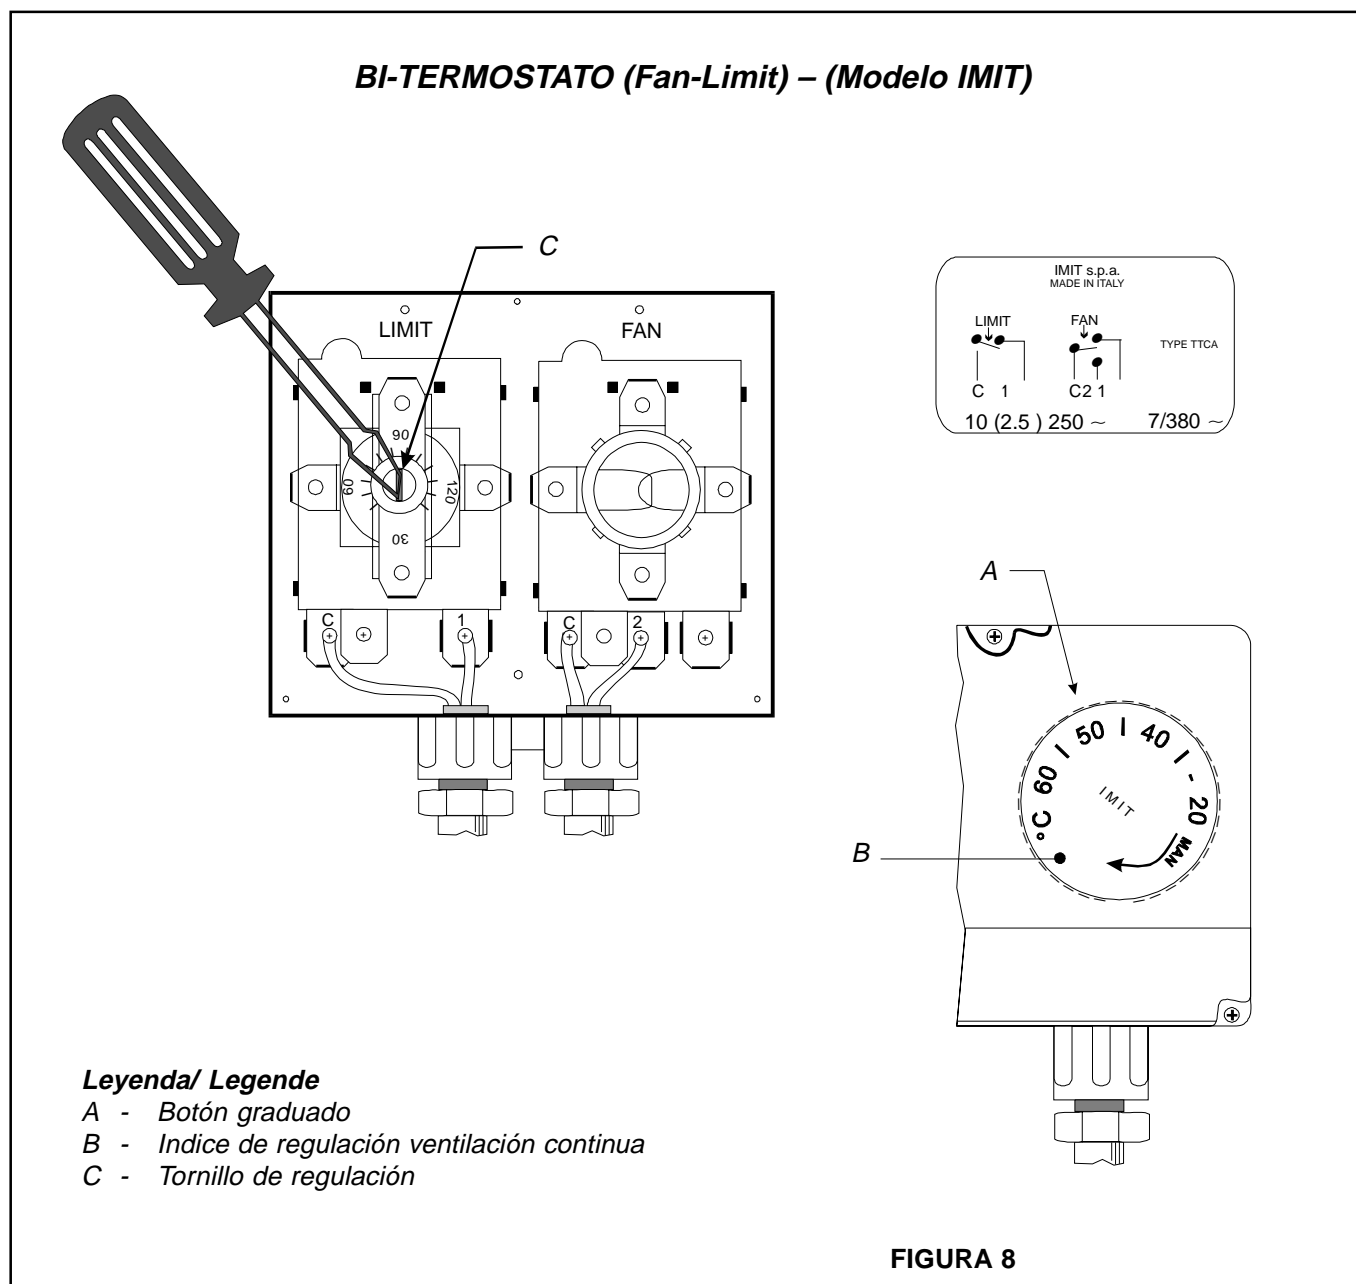 BI-TERMOSTATO (Fan-Limit) – (Modelo IMIT)
C
LIMIT
FAN
90
60
120
30
C
1
C
2
IMIT s.p.a.
MADE IN ITALY
LIMIT
FAN
TYPE TTCA
C 1
C2 1
10 (2.5 ) 250 ~ 7/380 ~
A
B
°C 60 50 40 - 20 MAN
IMIT
Leyenda/ Legende
A - Botón graduado
B - Indice de regulación ventilación continua
C - Tornillo de regulación
FIGURA 8